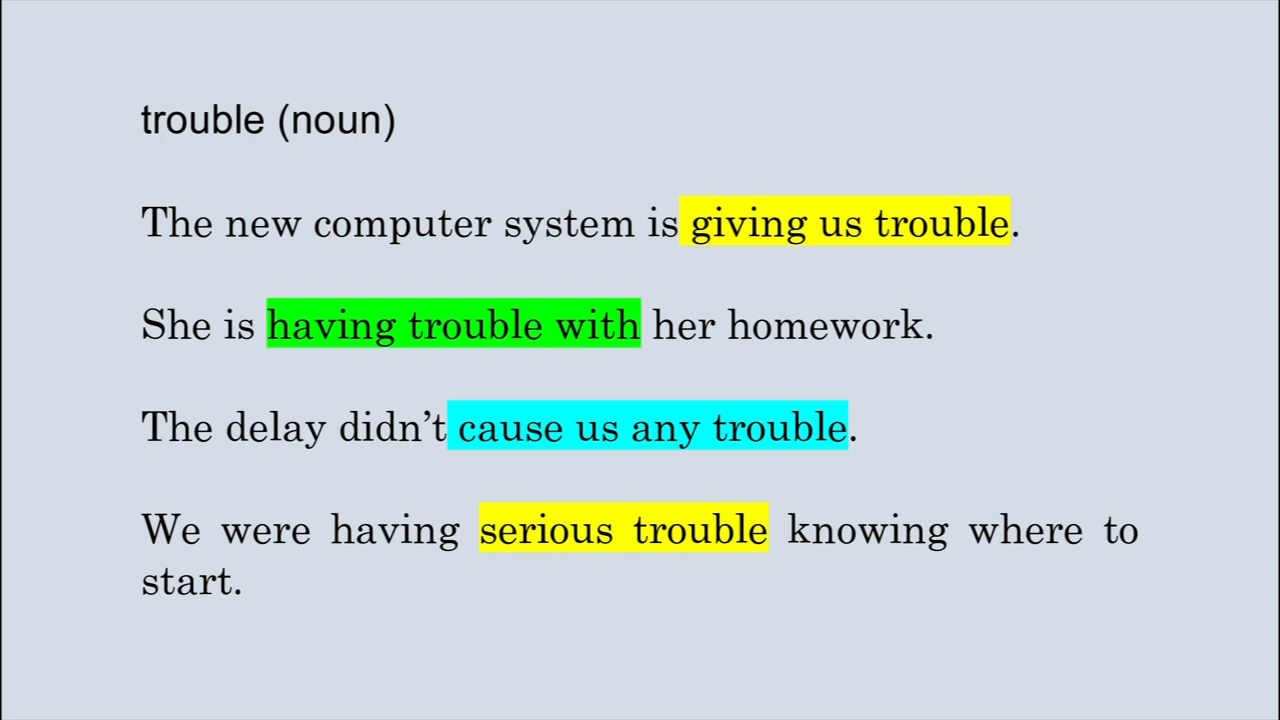 trouble (noun)
The new computer system is giving us trouble.
She is having trouble with her homework.
The delay didn’t cause us any trouble.
We were having serious trouble knowing where to
start.